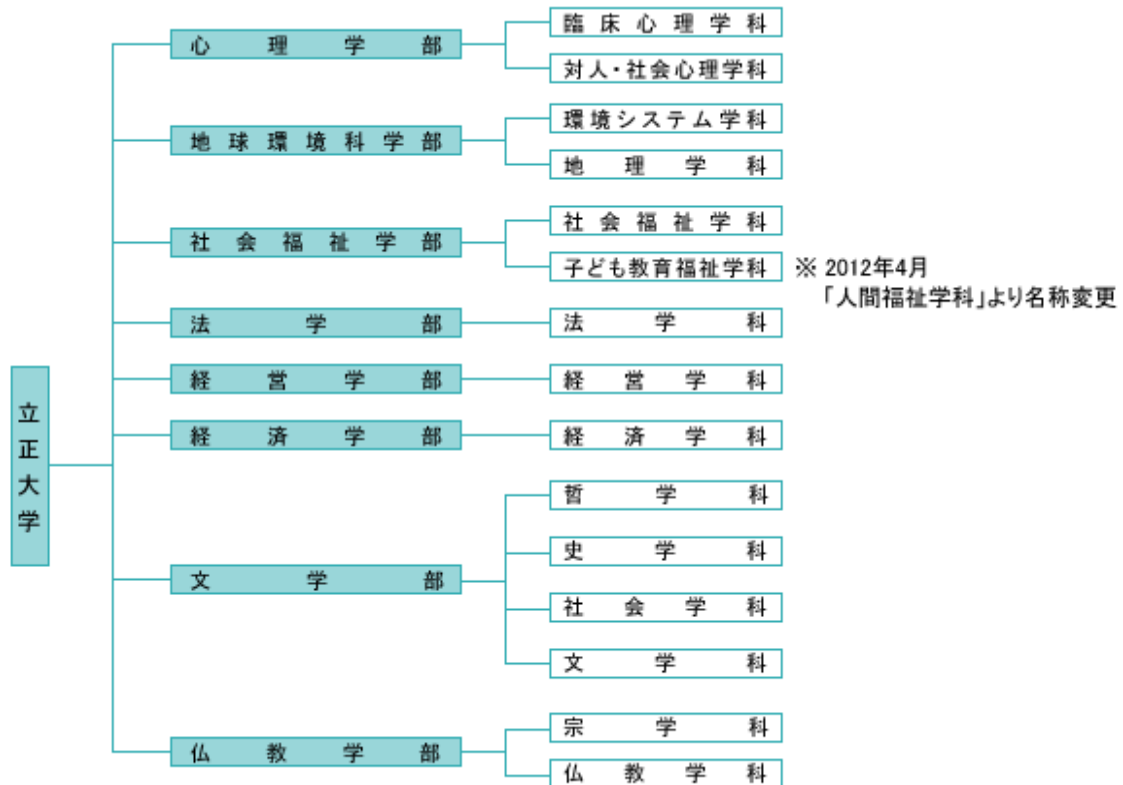 立正大学
心理学部
臨床心理学科
対人・社会心理学科
地球環境科学部
環境システム学科
地理学科
社会福祉学部
社会福祉学科
子ども教育福祉学科
※ 2012年4月
「人間福祉学科」より名称変更
法学部
法学科
経営学部
経営学科
経済学部
経済学科
文学部
哲学科
史学科
社会学科
文学科
仏教学部
宗学科
仏教学科